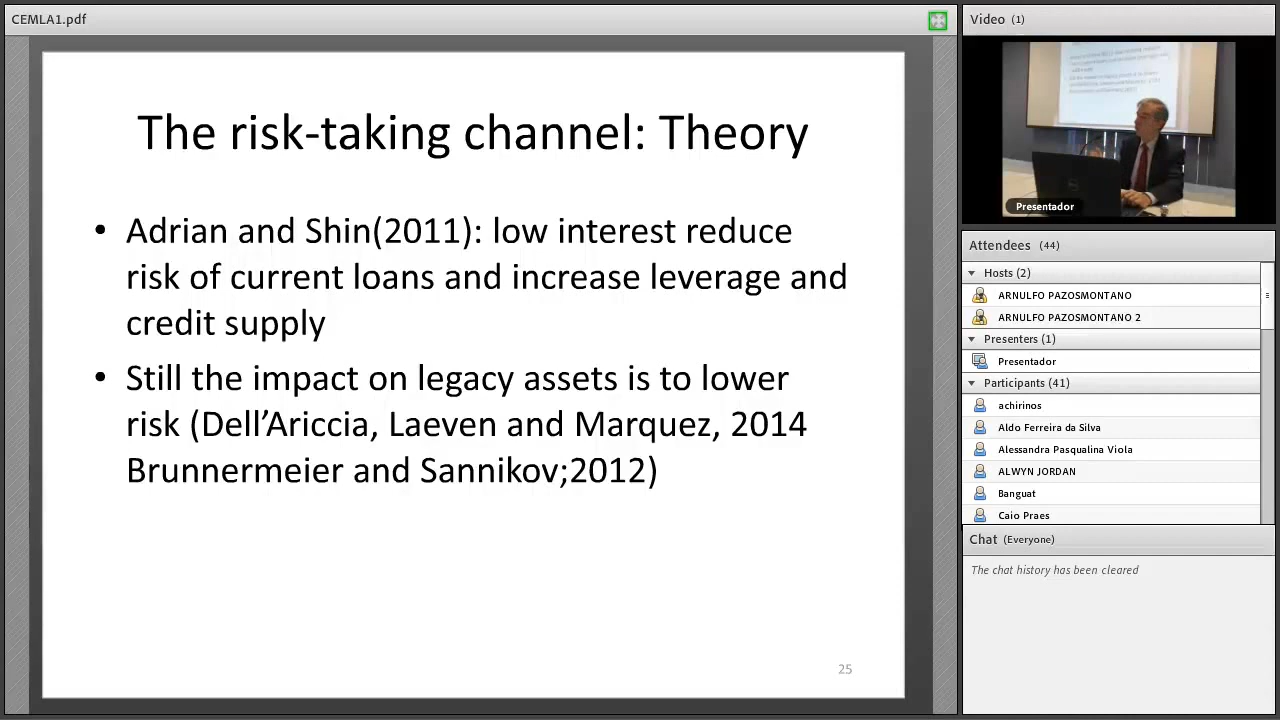 CEMLA1.pdf
The risk-taking channel: Theory
• Adrian and Shin(2011): low interest reduce
risk of current loans and increase leverage and
credit supply
• Still the impact on legacy assets is to lower
risk (Dell’Ariccia, Laeven and Marquez, 2014
Brunnermeier and Sannikov;2012)
25
Video (1)
Presentador
Attendees (44)
Hosts (2)
ARNULFO PAZOSMONTANO
ARNULFO PAZOSMONTANO 2
Presenters (1)
Presentador
Participants (41)
achirinos
Aldo Ferreira da Silva
Alessandra Pasqualina Viola
ALWYN JORDAN
Banguat
Caio Praes
Chat (Everyone)
The chat history has been cleared